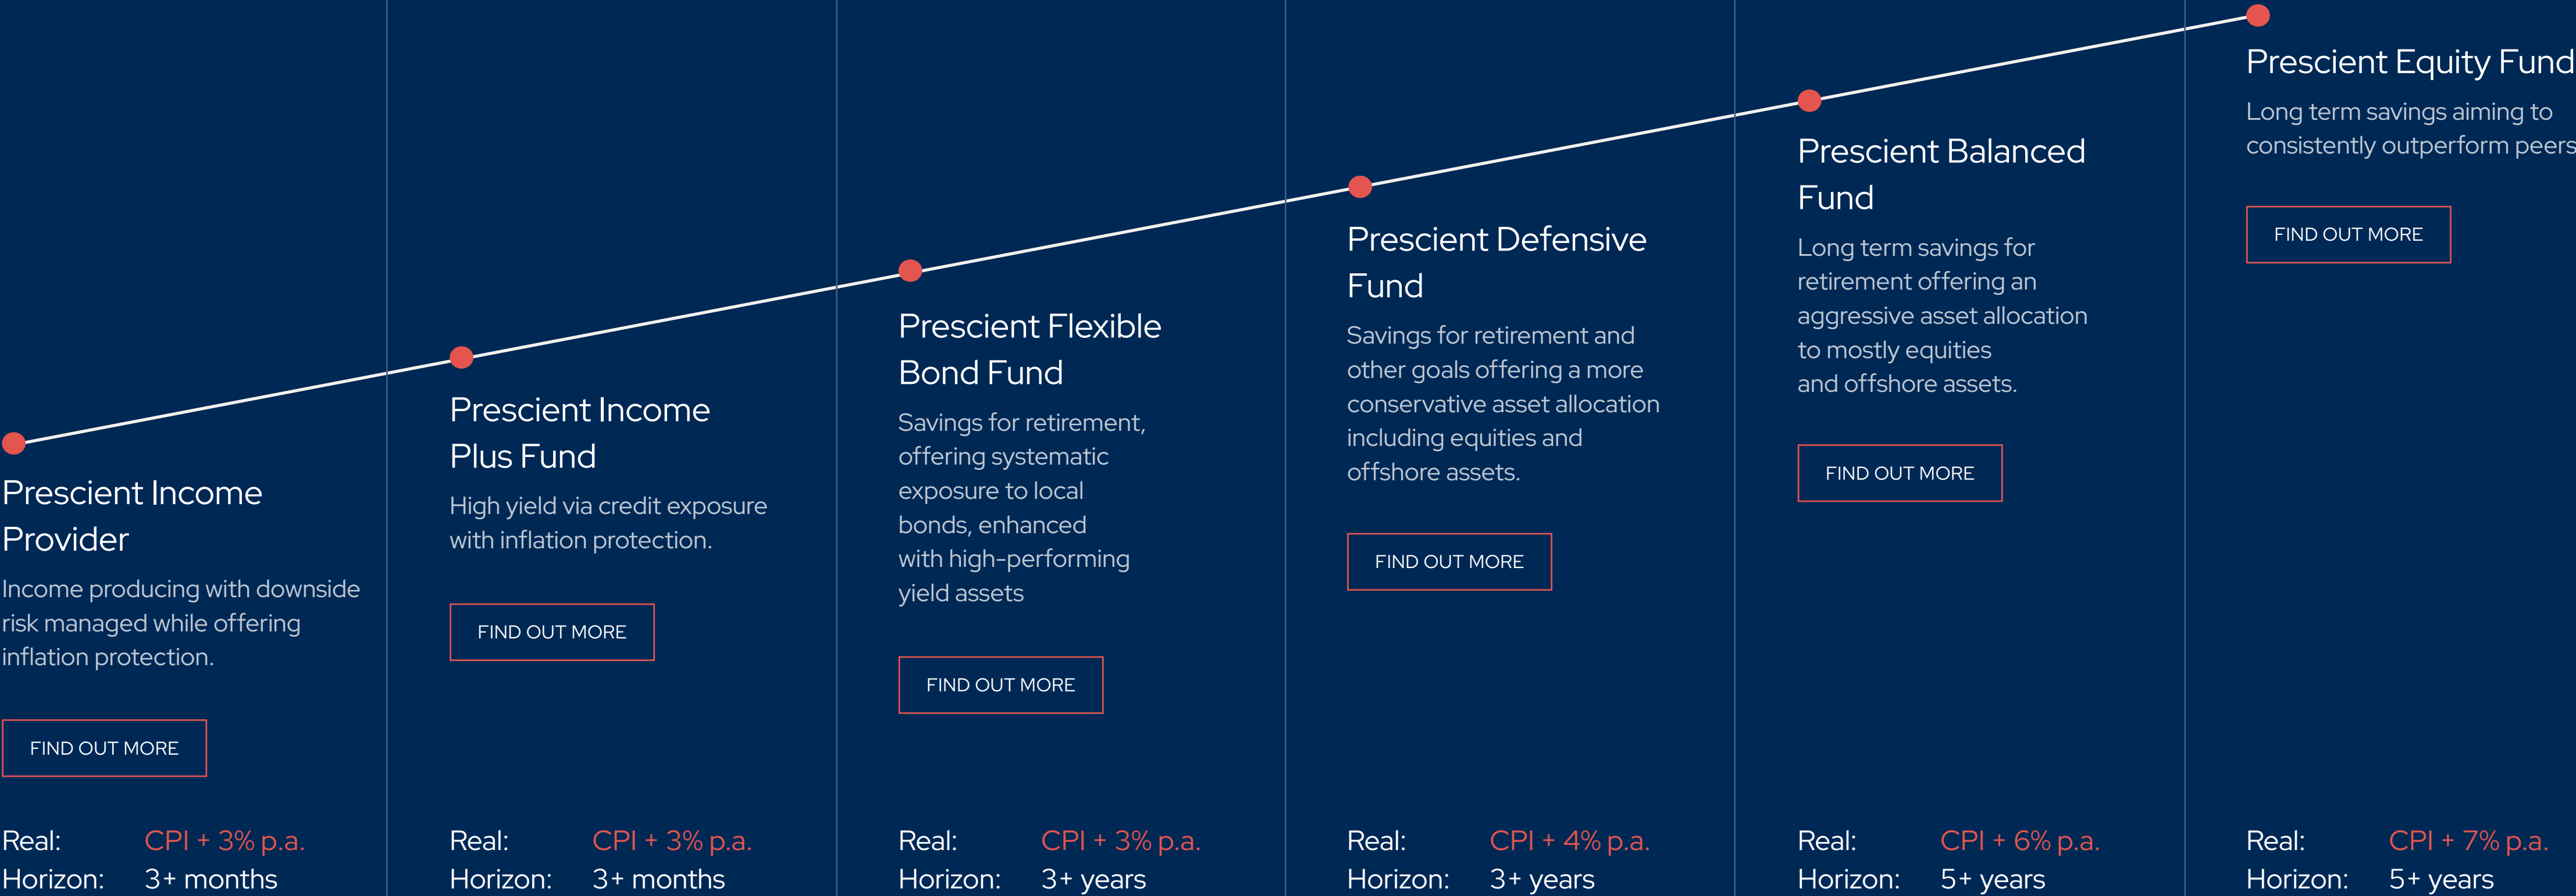 Prescient Income
Provider
Income producing with downside
risk managed while offering
inflation protection.
FIND OUT MORE
Real: CPI + 3% p.a.
Horizon: 3+ months
Prescient Income
Plus Fund
High yield via credit exposure
with inflation protection.
FIND OUT MORE
Real: CPI + 3% p.a.
Horizon: 3+ months
Prescient Flexible
Bond Fund
Savings for retirement,
offering systematic
exposure to local
bonds, enhanced
with high-performing
yield assets
FIND OUT MORE
Real: CPI + 3% p.a.
Horizon: 3+ years
Prescient Defensive
Fund
Savings for retirement and
other goals offering a more
conservative asset allocation
including equities and
offshore assets.
FIND OUT MORE
Real: CPI + 4% p.a.
Horizon: 3+ years
Prescient Balanced
Fund
Long term savings for
retirement offering an
aggressive asset allocation
to mostly equities
and offshore assets.
FIND OUT MORE
Real: CPI + 6% p.a.
Horizon: 5+ years
Prescient Equity Fund
Long term savings aiming to
consistently outperform peers
FIND OUT MORE
Real: CPI + 7% p.a.
Horizon: 5+ years